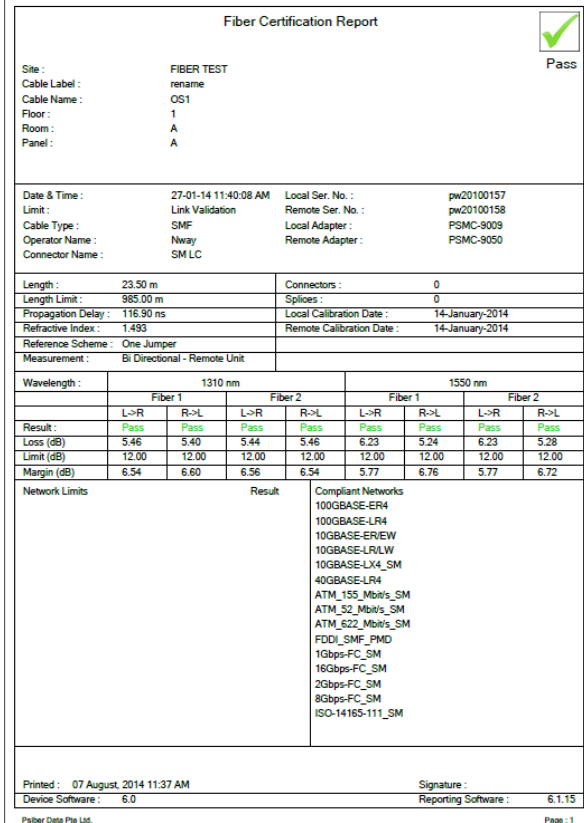 Fiber Certification Report
Pass
Site : FIBER TEST
Cable Label : rename
Cable Name : OS1
Floor : 1
Room : A
Panel : A
Date & Time : 27-01-14 11:40:08 AM Local Ser. No. : pw20100157
Limit : Link Validation Remote Ser. No. : pw20100158
Cable Type : SMF Local Adapter : PSMC-9009
Operator Name : Nway Remote Adapter : PSMC-9050
Connector Name : SM LC
Length : 23.50 m Connectors : 0
Length Limit : 985.00 m Splices : 0
Propagation Delay : 116.90 ns Local Calibration Date : 14-January-2014
Refractive Index : 1.493 Remote Calibration Date : 14-January-2014
Reference Scheme : One Jumper
Measurement : Bi Directional - Remote Unit
Wavelength : 1310 nm 1550 nm
Fiber 1 Fiber 2 Fiber 1 Fiber 2
L->R R->L L->R R->L L->R R->L L->R R->L
Result : Pass Pass Pass Pass Pass Pass Pass Pass
Loss (dB) 5.46 5.40 5.44 5.46 6.23 5.24 6.23 5.28
Limit (dB) 12.00 12.00 12.00 12.00 12.00 12.00 12.00 12.00
Margin (dB) 6.54 6.60 6.56 6.54 5.77 6.76 5.77 6.72
Network Limits Result Compliant Networks
100GBASE-ER4
100GBASE-LR4
10GBASE-ER/EW
10GBASE-LR/LW
10GBASE-LX4_SM
40GBASE-LR4
ATM_155_Mbit/s_SM
ATM_52_Mbit/s_SM
ATM_622_Mbit/s_SM
FDDI_SMF_PMD
1Gbps-FC_SM
16Gbps-FC_SM
2Gbps-FC_SM
8Gbps-FC_SM
ISO-14165-111_SM
Printed : 07 August, 2014 11:37 AM Signature :
Device Software : 6.0 Reporting Software : 6.1.15
Psiber Data Pte Ltd. Page : 1